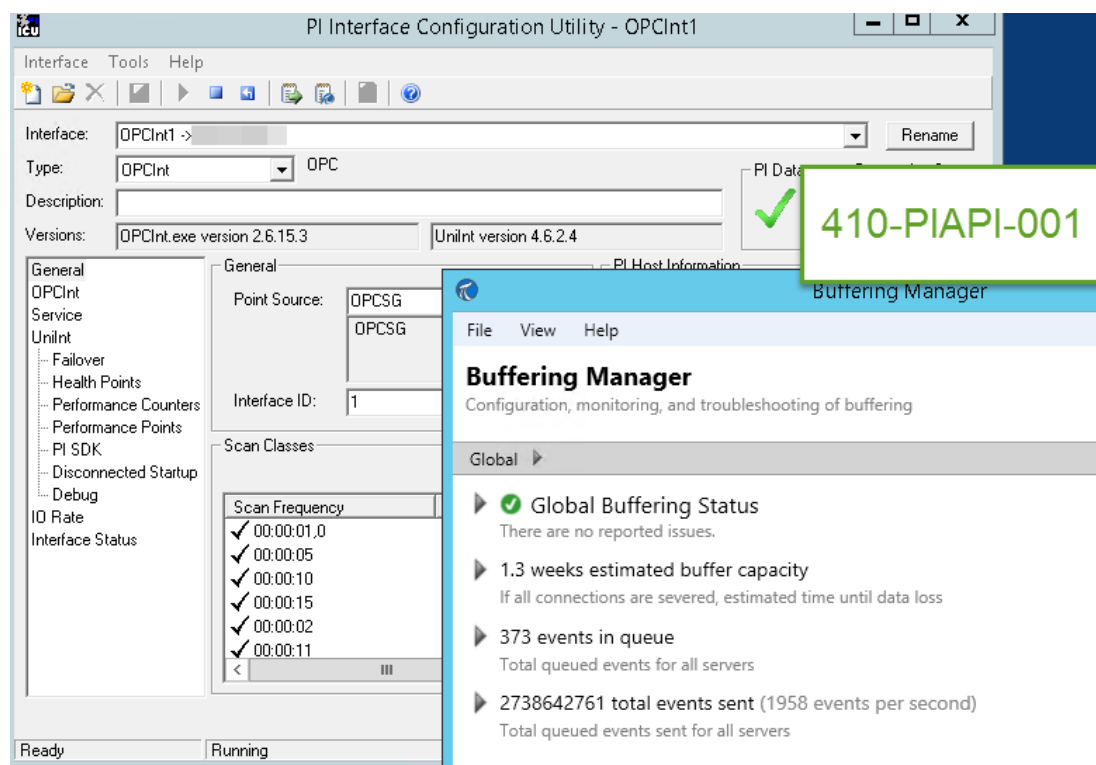 PI ICU
PI Interface Configuration Utility - OPCInt1
Interface Tools Help
Interface: OPCInt1 -> Rename
Type: OPCInt OPC
PI Data
Description:
Versions: OPCInt.exe version 2.6.15.3 UniInt version 4.6.2.4
410-PIAPI-001
General
OPCInt
Service
UniInt
Failover
Health Points
Performance Counters
Performance Points
PI SDK
Disconnected Startup
Debug
IO Rate
Interface Status
General
PI Host Information
Point Source: OPCSG
OPCSG
Interface ID: 1
Scan Classes
Scan Frequency
00:00:01,0
00:00:05
00:00:10
00:00:15
00:00:02
00:00:11
Ready Running
Buffering Manager
File View Help
Buffering Manager
Configuration, monitoring, and troubleshooting of buffering
Global
Global Buffering Status
There are no reported issues.
1.3 weeks estimated buffer capacity
If all connections are severed, estimated time until data loss
373 events in queue
Total queued events for all servers
2738642761 total events sent (1958 events per second)
Total queued events sent for all servers